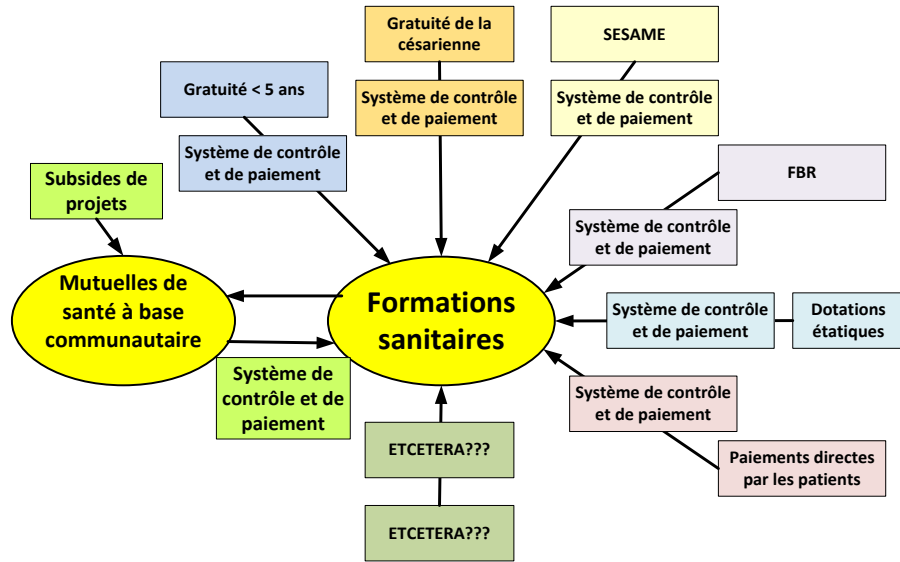 Gratuité de la
césarienne
SESAME
Gratuité < 5 ans
Système de contrôle
et de paiement
Système de contrôle
et de paiement
Système de contrôle
et de paiement
Subsides de
projets
FBR
Système de contrôle
et de paiement
Mutuelles de
santé à base
communautaire
Formations
sanitaires
Système de contrôle
et de paiement
Dotations
étatiques
Système de
contrôle et de
paiement
Système de contrôle
et de paiement
ETCETERA???
Paiements directes
par les patients
ETCETERA???